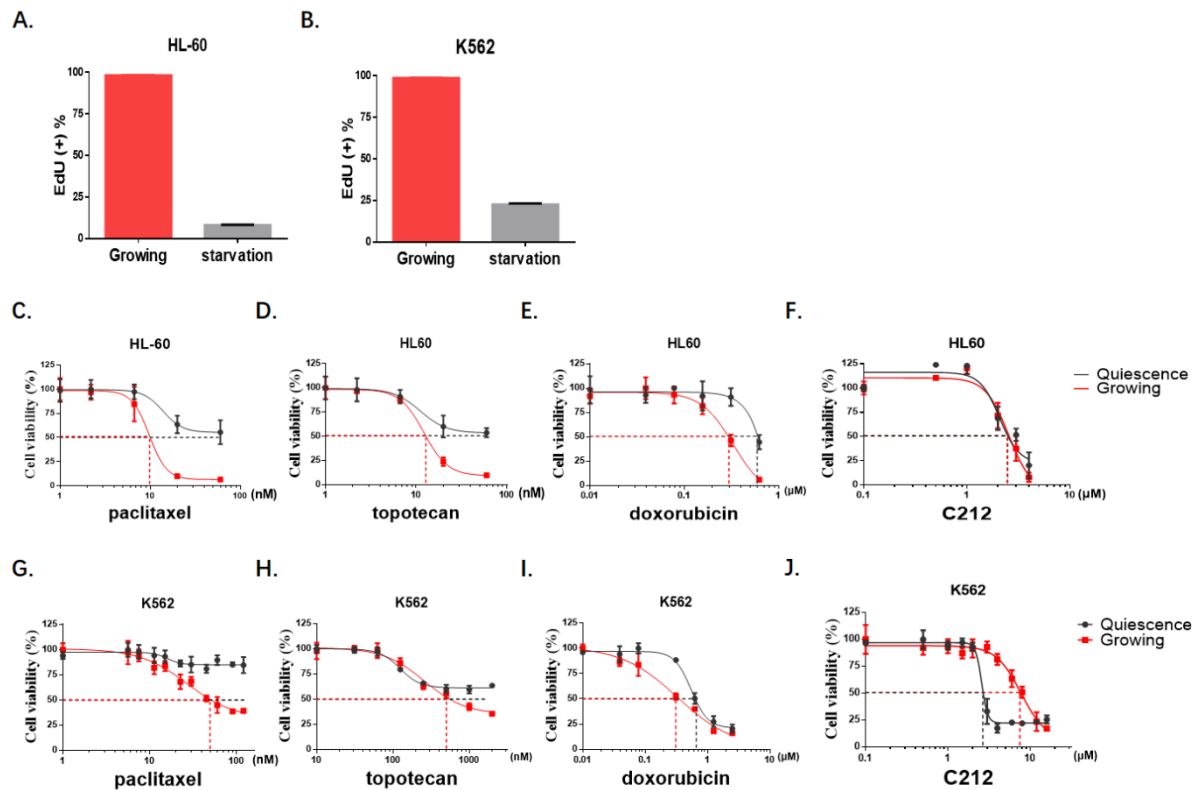 A.
HL-60
EdU (+) %
100
75
50
25
0
Growing
starvation
B.
K562
EdU (+) %
100
75
50
25
0
Growing
starvation
C.
HL-60
Cell viability (%)
125
100
75
50
25
0
1
10
100
(nM)
paclitaxel
D.
HL60
Cell viability (%)
125
100
75
50
25
0
1
10
100
(nM)
topotecan
E.
HL60
Cell viability (%)
125
100
75
50
25
0
0.01
0.1
1
(μM)
doxorubicin
F.
HL60
Cell viability (%)
125
100
75
50
25
0
0.1
1
10
(μM)
C212
Quiescence
Growing
G.
K562
Cell viability (%)
125
100
75
50
25
0
1
10
100
(nM)
paclitaxel
H.
K562
Cell viability (%)
125
100
75
50
25
0
10
100
1000
(nM)
topotecan
I.
K562
Cell viability (%)
125
100
75
50
25
0
0.01
0.1
1
10
(μM)
doxorubicin
J.
K562
Cell viability (%)
125
100
75
50
25
0
0.1
1
10
(μM)
C212
Quiescence
Growing